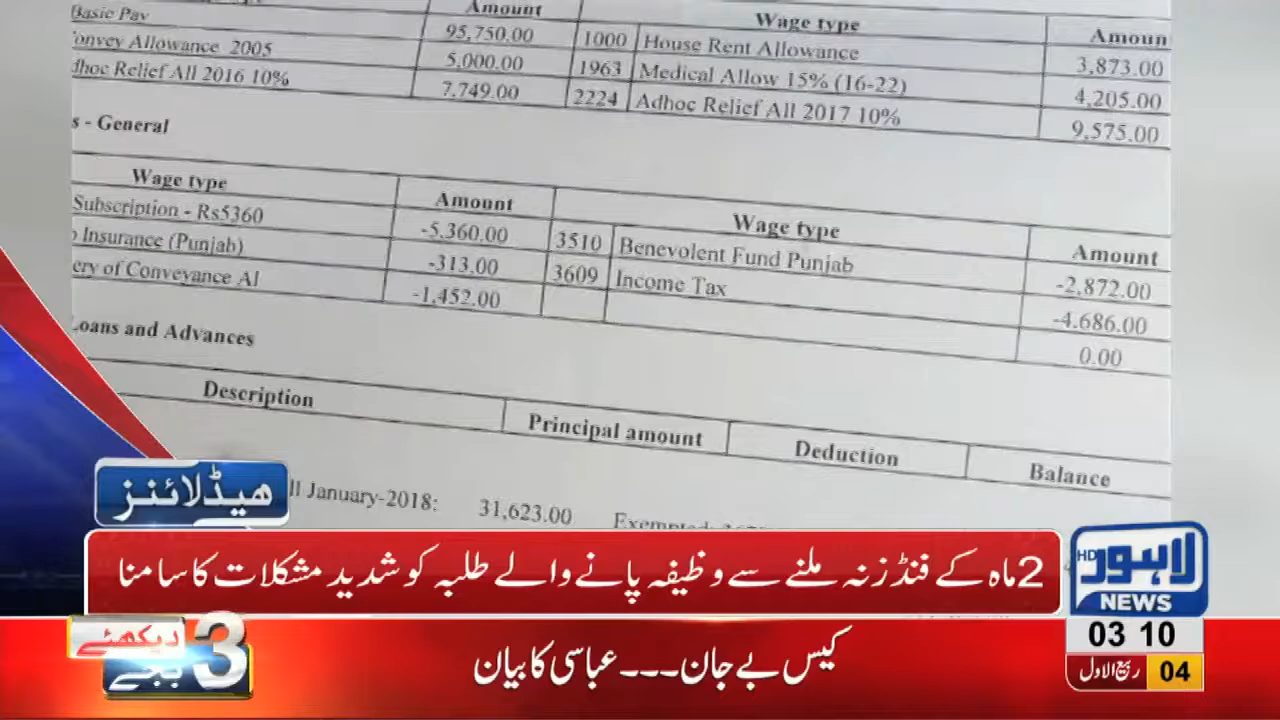 Basic Pay 95,750.00 1000 House Rent Allowance 3,873.00
Amount Wage type Amoun
Convey Allowance 2005 5,000.00 1963 Medical Allow 15% (16-22) 4,205.00
dhoc Relief All 2016 10% 7,749.00 2224 Adhoc Relief All 2017 10% 9,575.00
s - General
Wage type Amount Wage type Amount
Subscription - Rs5360 -5,360.00 3510 Benevolent Fund Punjab -2,872.00
Insurance (Punjab) -313.00 3609 Income Tax -4,686.00
ery of Conveyance Al -1,452.00 0.00
Loans and Advances
Description Principal amount Deduction Balance
ll January-2018: 31,623.00
ہیڈلائنز
2 ماہ کے فنڈز نہ ملنے سے وظیفہ پانے والے طلبہ کو شدید مشکلات کا سامنا
لاہور HD
NEWS
دیکھئے 3 بجے
کیس بے جان۔۔۔عباسی کا بیان
03 10
04 ربیع الاول